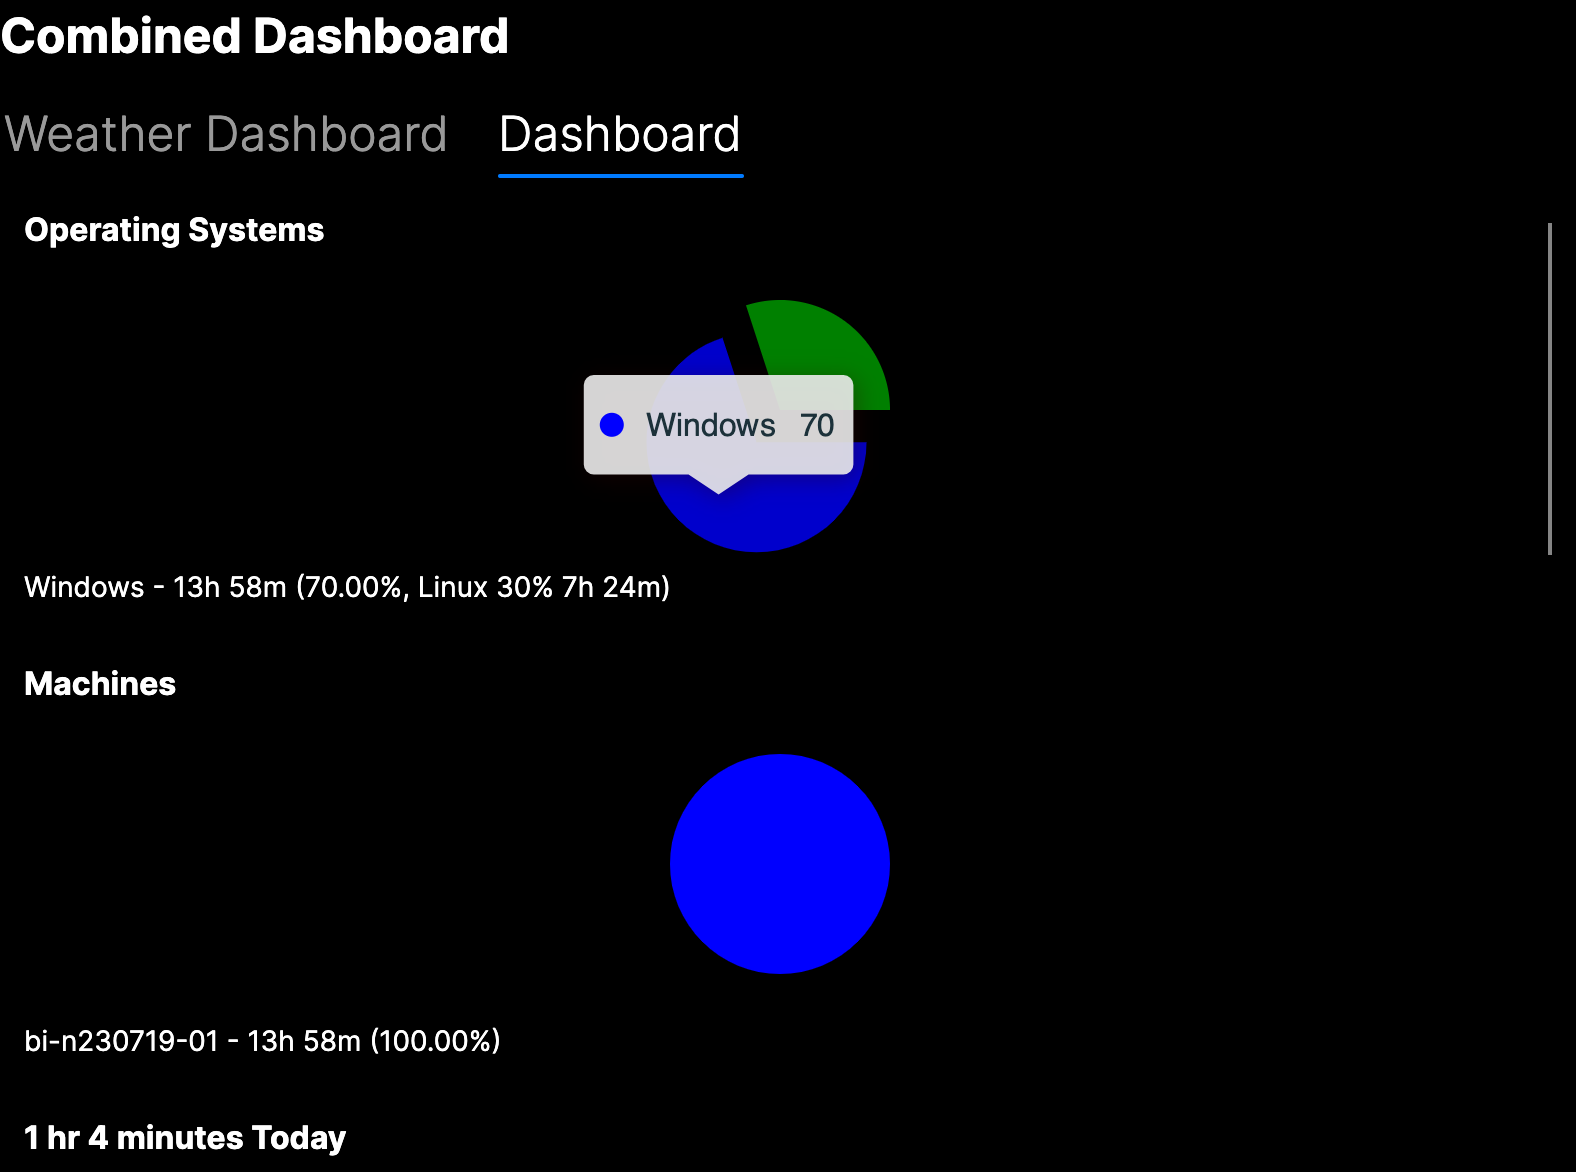 Combined Dashboard
Weather Dashboard Dashboard
Operating Systems
Windows 70
Windows - 13h 58m (70.00%, Linux 30% 7h 24m)
Machines
bi-n230719-01 - 13h 58m (100.00%)
1 hr 4 minutes Today